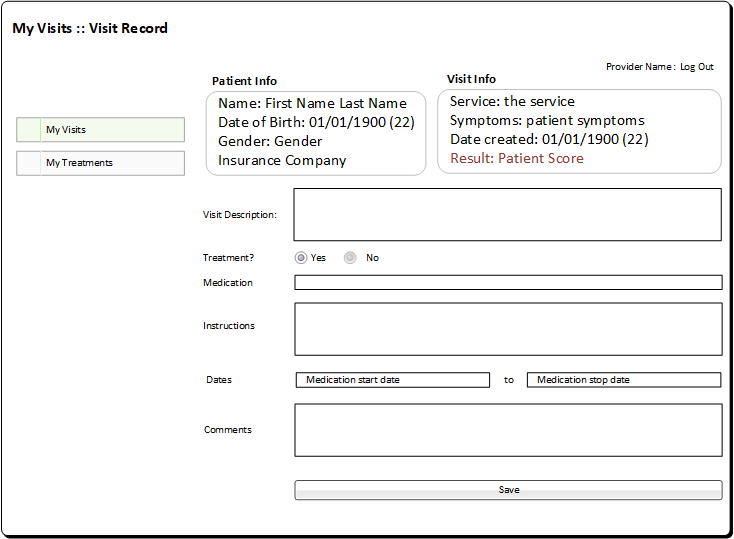 My Visits :: Visit Record
Provider Name : Log Out
Patient Info
Name: First Name Last Name
Date of Birth: 01/01/1900 (22)
Gender: Gender
Insurance Company
Visit Info
Service: the service
Symptoms: patient symptoms
Date created: 01/01/1900 (22)
Result: Patient Score
My Visits
My Treatments
Visit Description:
Treatment? Yes No
Medication
Instructions
Dates Medication start date to Medication stop date
Comments
Save